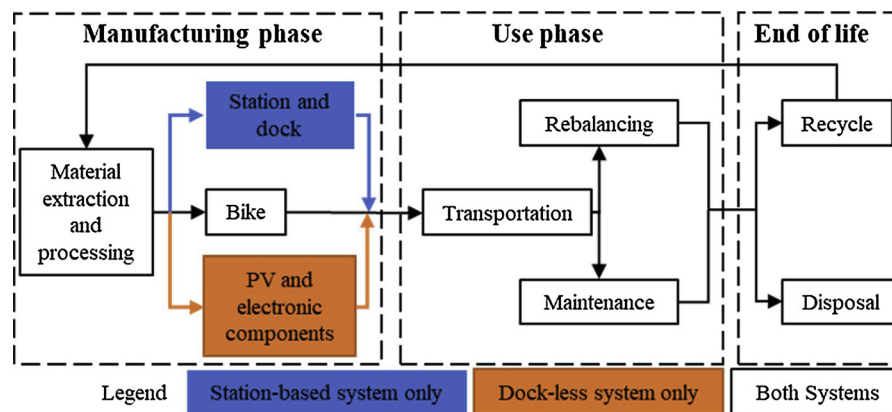 Manufacturing phase
Use phase
End of life
Station and
dock
Rebalancing
Recycle
Material
extraction
and
processing
Bike
Transportation
PV and
electronic
components
Maintenance
Disposal
Legend
Station-based system only
Dock-less system only
Both Systems